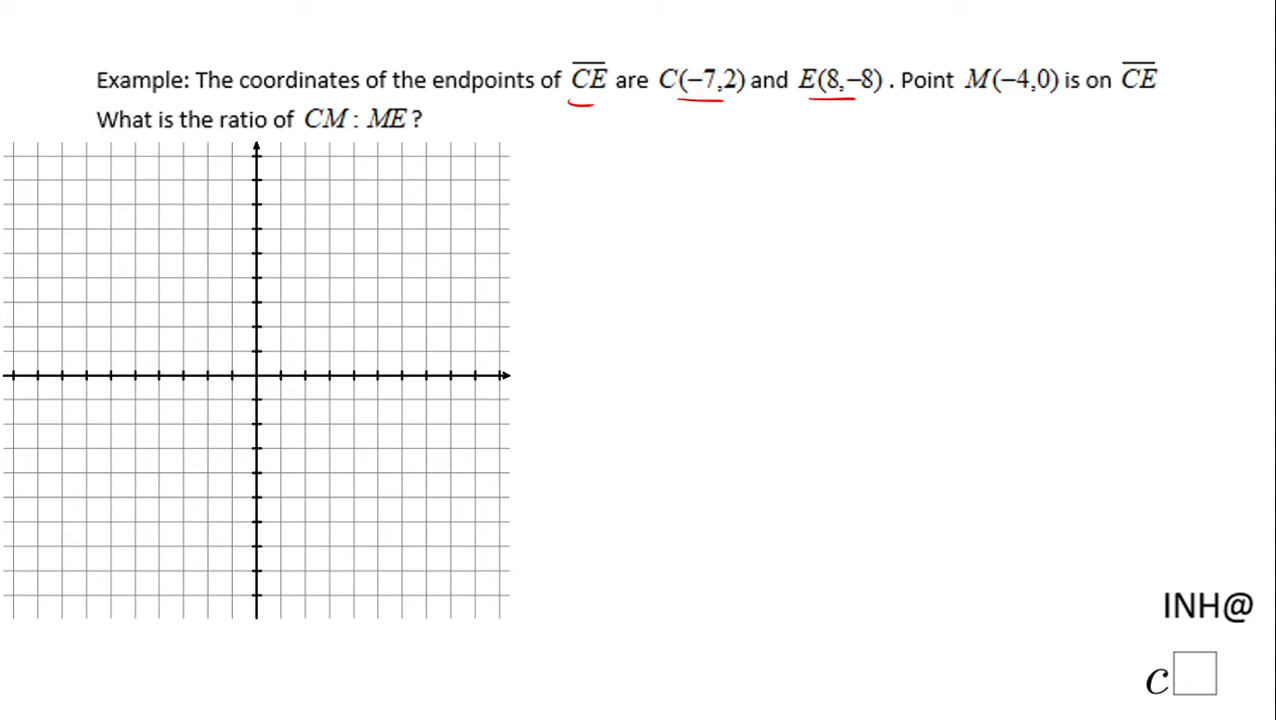 Example: The coordinates of the endpoints of CE are C(−7,2) and E(8,−8) . Point M(−4,0) is on CE
What is the ratio of CM : ME ?
INH@
c